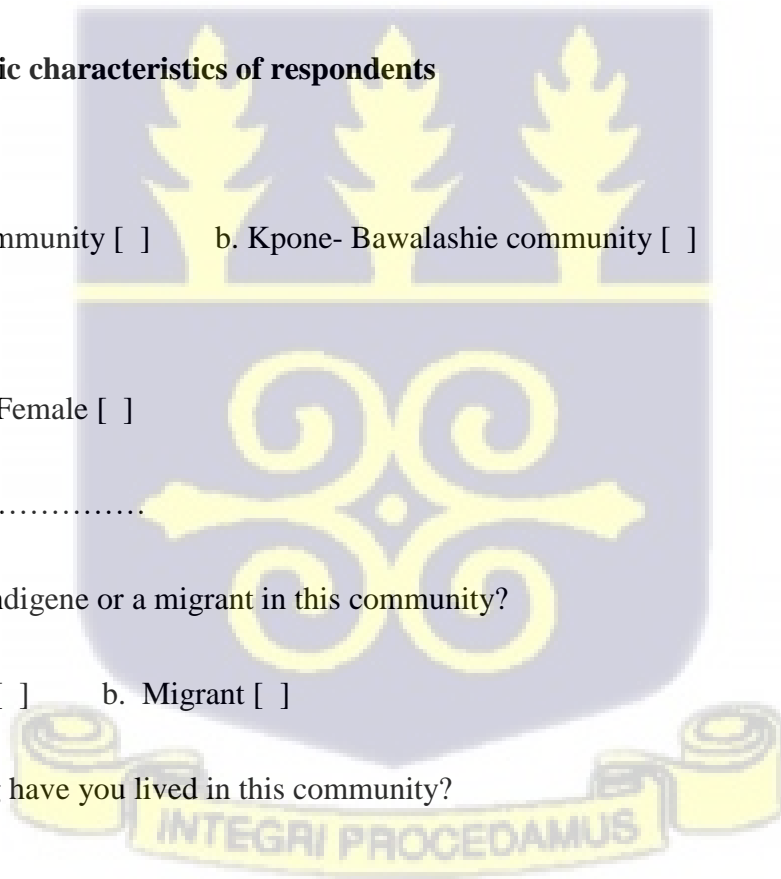 ic characteristics of respondents
mmunity [ ] b. Kpone- Bawalashie community [ ]
Female [ ]
……………
ndigene or a migrant in this community?
[ ] b. Migrant [ ]
have you lived in this community?
INTEGRI PROCEDAMUS